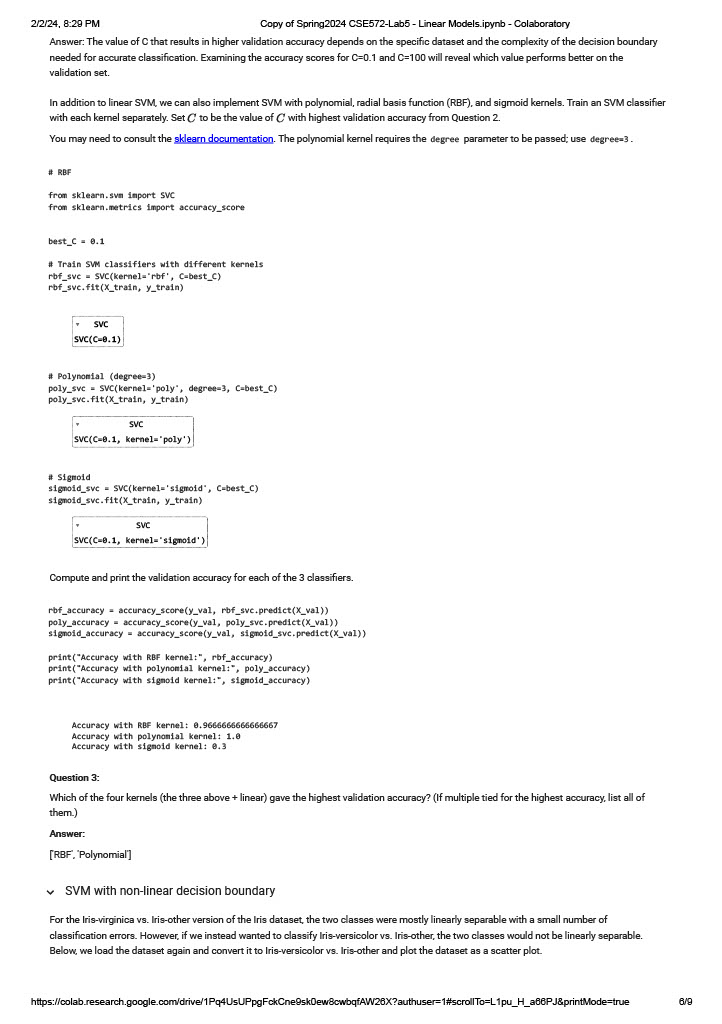 2/2/24, 8:29 PM
Copy of Spring2024 CSE572-Lab5 - Linear Models.ipynb - Colaboratory
Answer: The value of C that results in higher validation accuracy depends on the specific dataset and the complexity of the decision boundary
needed for accurate classification. Examining the accuracy scores for C=0.1 and C=100 will reveal which value performs better on the
validation set.
In addition to linear SVM, we can also implement SVM with polynomial, radial basis function (RBF), and sigmoid kernels. Train an SVM classifier
with each kernel separately. Set C to be the value of C with highest validation accuracy from Question 2.
You may need to consult the sklearn documentation. The polynomial kernel requires the degree parameter to be passed; use degree=3 .
# RBF
from sklearn.svm import SVC
from sklearn.metrics import accuracy_score
best_C = 0.1
# Train SVM classifiers with different kernels
rbf_svc = SVC(kernel='rbf', C=best_C)
rbf_svc.fit(X_train, y_train)
▾ SVC
SVC(C=0.1)
# Polynomial (degree=3)
poly_svc = SVC(kernel='poly', degree=3, C=best_C)
poly_svc.fit(X_train, y_train)
▾ SVC
SVC(C=0.1, kernel='poly')
# Sigmoid
sigmoid_svc = SVC(kernel='sigmoid', C=best_C)
sigmoid_svc.fit(X_train, y_train)
▾ SVC
SVC(C=0.1, kernel='sigmoid')
Compute and print the validation accuracy for each of the 3 classifiers.
rbf_accuracy = accuracy_score(y_val, rbf_svc.predict(X_val))
poly_accuracy = accuracy_score(y_val, poly_svc.predict(X_val))
sigmoid_accuracy = accuracy_score(y_val, sigmoid_svc.predict(X_val))
print("Accuracy with RBF kernel:", rbf_accuracy)
print("Accuracy with polynomial kernel:", poly_accuracy)
print("Accuracy with sigmoid kernel:", sigmoid_accuracy)
Accuracy with RBF kernel: 0.9666666666666667
Accuracy with polynomial kernel: 1.0
Accuracy with sigmoid kernel: 0.3
Question 3:
Which of the four kernels (the three above + linear) gave the highest validation accuracy? (If multiple tied for the highest accuracy, list all of
them.)
Answer:
['RBF', 'Polynomial']
SVM with non-linear decision boundary
For the Iris-virginica vs. Iris-other version of the Iris dataset, the two classes were mostly linearly separable with a small number of
classification errors. However, if we instead wanted to classify Iris-versicolor vs. Iris-other, the two classes would not be linearly separable.
Below, we load the dataset again and convert it to Iris-versicolor vs. Iris-other and plot the dataset as a scatter plot.
https://colab.research.google.com/drive/1Pq4UsUPpgFckCne9sk0ew8cwbqfAW26X?authuser=1#scrollTo=L1pu_H_a66PJ&printMode=true
6/9